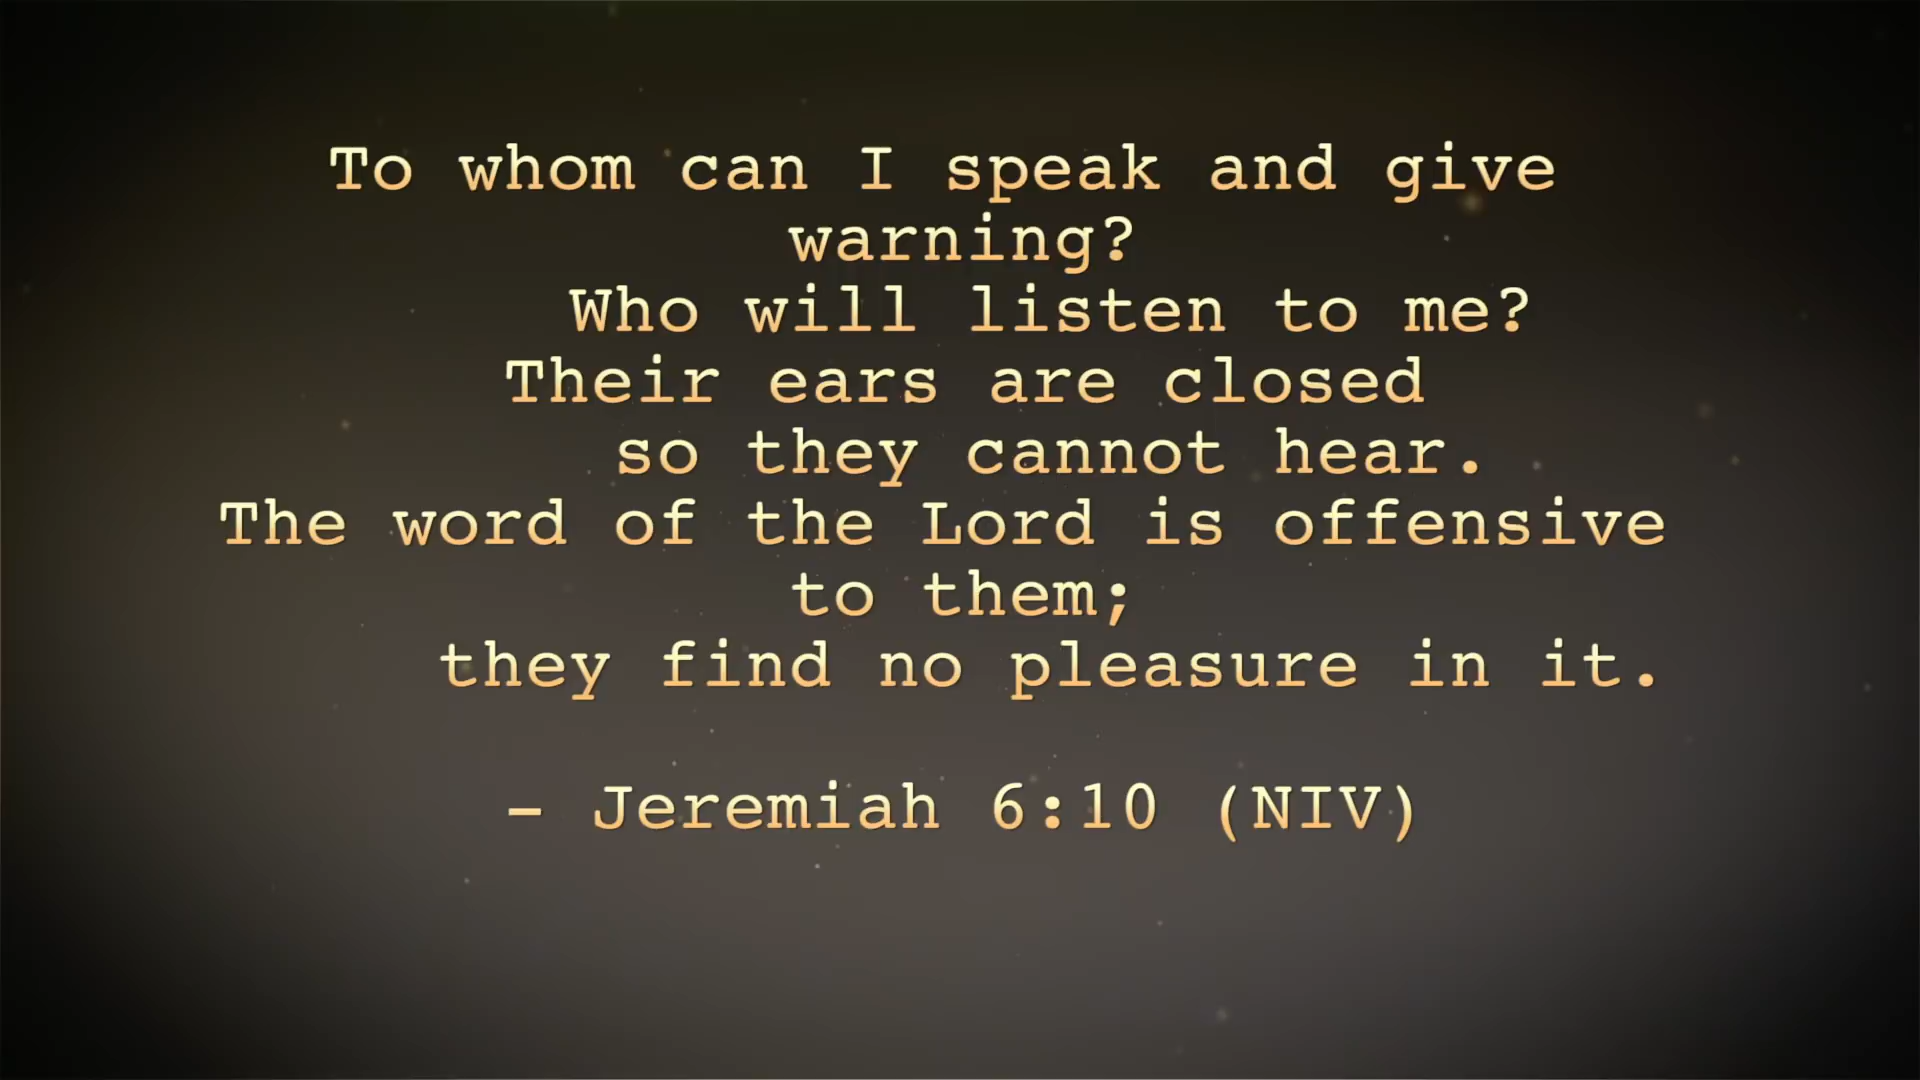 To whom can I speak and give
warning?
Who will listen to me?
Their ears are closed
so they cannot hear.
The word of the Lord is offensive
to them;
they find no pleasure in it.
- Jeremiah 6:10 (NIV)